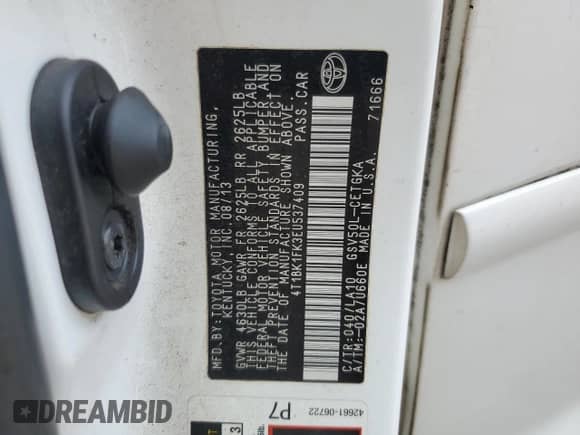 MFD.BY:TOYOTA MOTOR MANUFACTURING,
KENTUCKY,INC. 08/13
GVWR 4630LB GAWR FR 2625LB RR 2625LB
THIS VEHICLE CONFORMS TO ALL APPLICABLE
FEDERAL MOTOR VEHICLE SAFETY, BUMPER, AND
THEFT PREVENTION STANDARDS IN EFFECT ON
THE DATE OF MANUFACTURE SHOWN ABOVE.
4T1BK1FK3EU537409 PASS.CAR
C/TR:040/LA10 GSV50L-CETGKA
A/TM:-02A/U660E MADE IN U.S.A. 71666
42661-06722
P7
DREAMBID